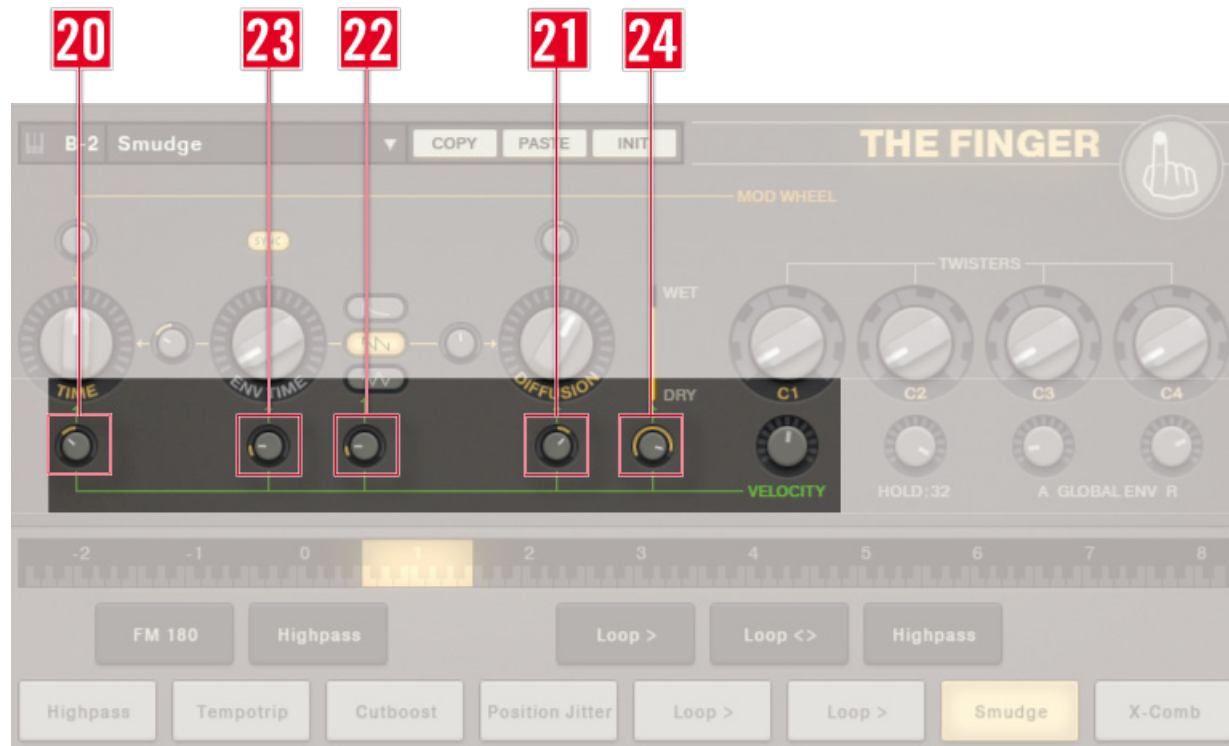 20 23 22 21 24
B-2 Smudge ▼ COPY PASTE INIT THE FINGER
MOD WHEEL
SYNC
TWISTERS
WET
TIME ENV TIME DIFFUSION DRY C1 C2 C3 C4
VELOCITY HOLD:32 A GLOBAL ENV R
-2 -1 0 1 2 3 4 5 6 7 8
FM 180 Highpass Loop > Loop <> Highpass
Highpass Tempotrip Cutboost Position Jitter Loop > Loop > Smudge X-Comb